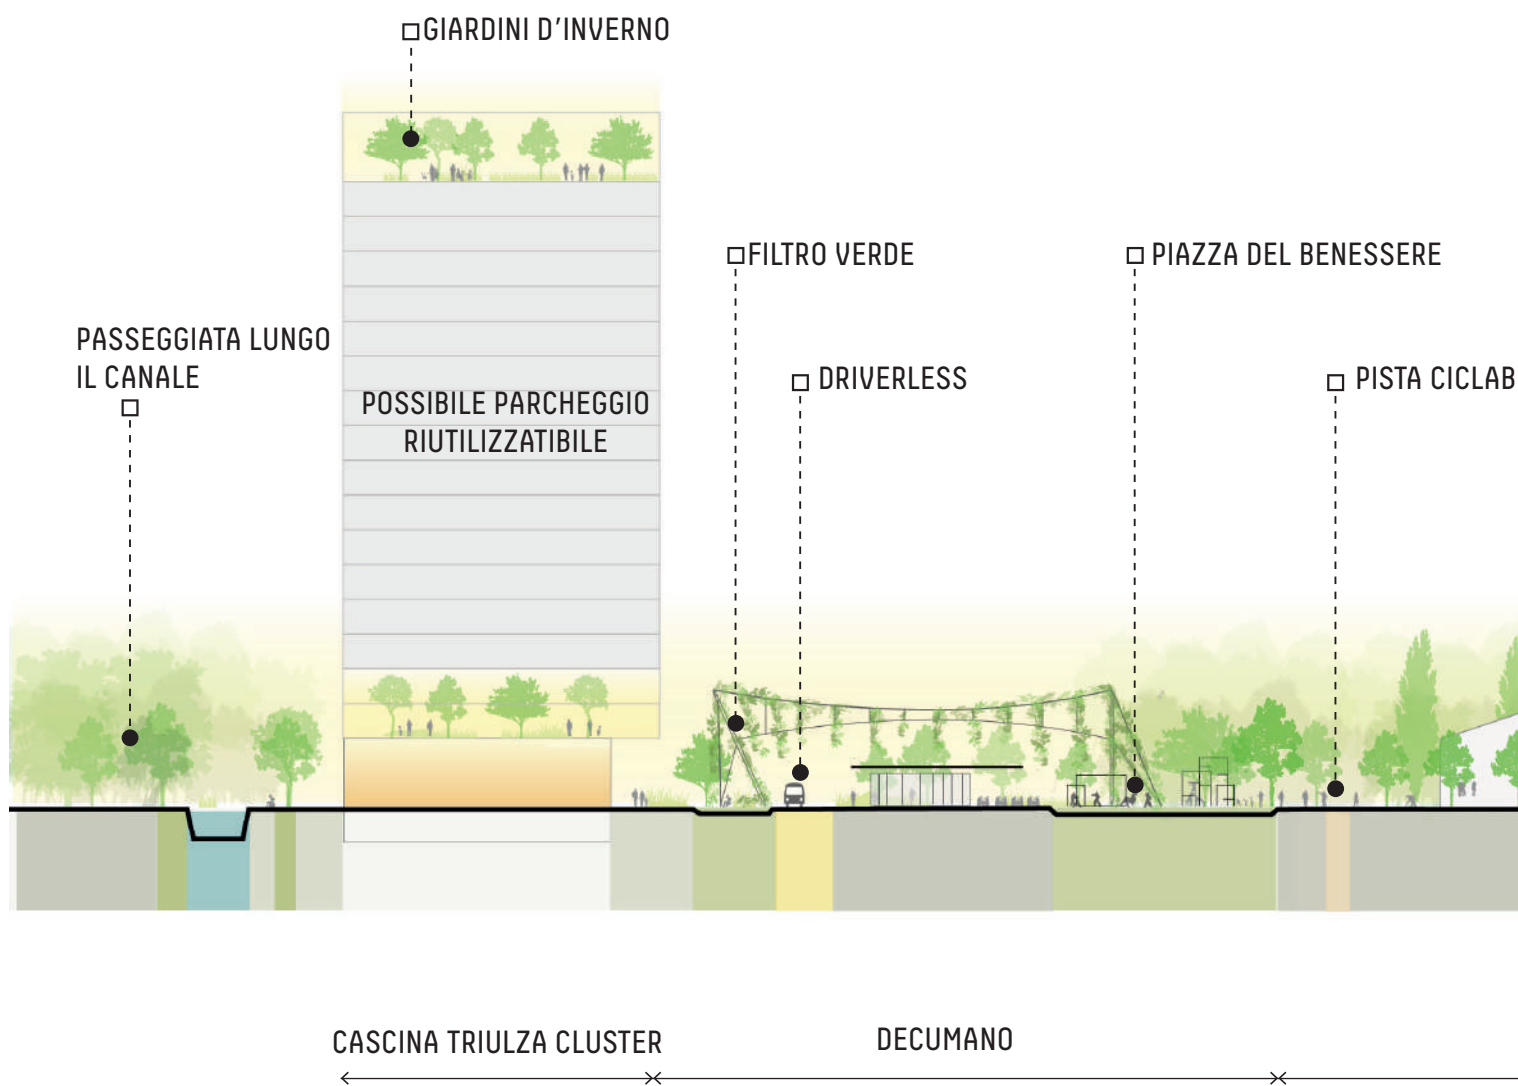 GIARDINI D'INVERNO
FILTRO VERDE
PIAZZA DEL BENESSERE
PASSEGGIATA LUNGO
IL CANALE
DRIVERLESS
PISTA CICLAB
POSSIBILE PARCHEGGIO
RIUTILIZZATIBILE
CASCINA TRIULZA CLUSTER
DECUMANO